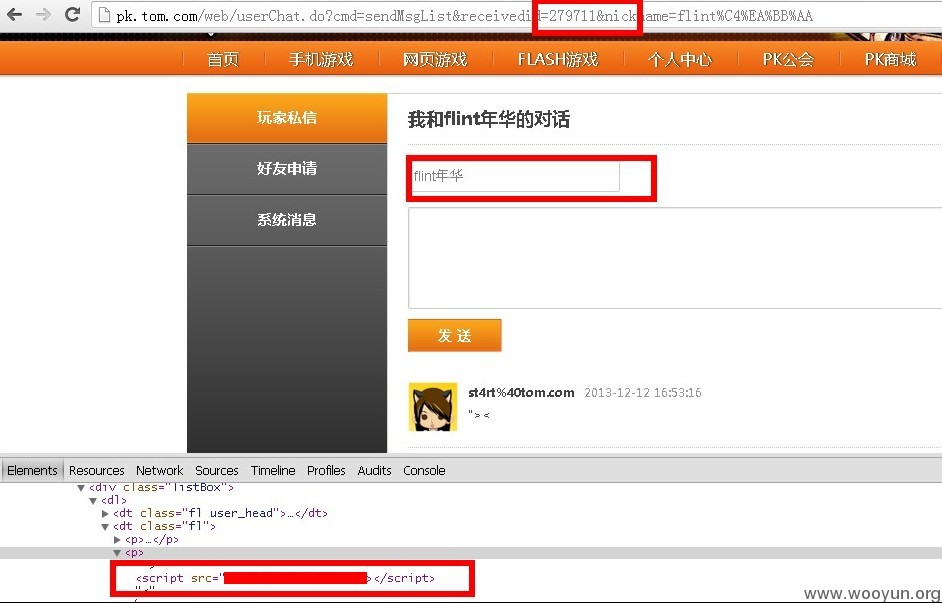 pk.tom.com/web/userChat.do?cmd=sendMsgList&receivedid=279711&nickname=flint%C4%EA%BB%AA
首页 手机游戏 网页游戏 FLASH游戏 个人中心 PK公会 PK商城
玩家私信
好友申请
系统消息
我和flint年华的对话
flint年华
发 送
st4rt%40tom.com 2013-12-12 16:53:16
"> <
Elements Resources Network Sources Timeline Profiles Audits Console
▼<div class="listBox">
▼<dl>
▶<dt class="fl user_head">…</dt>
▼<dt class="fl">
▶<p>…</p>
▼<p>
<script src=" ></script>
www.wooyun.org